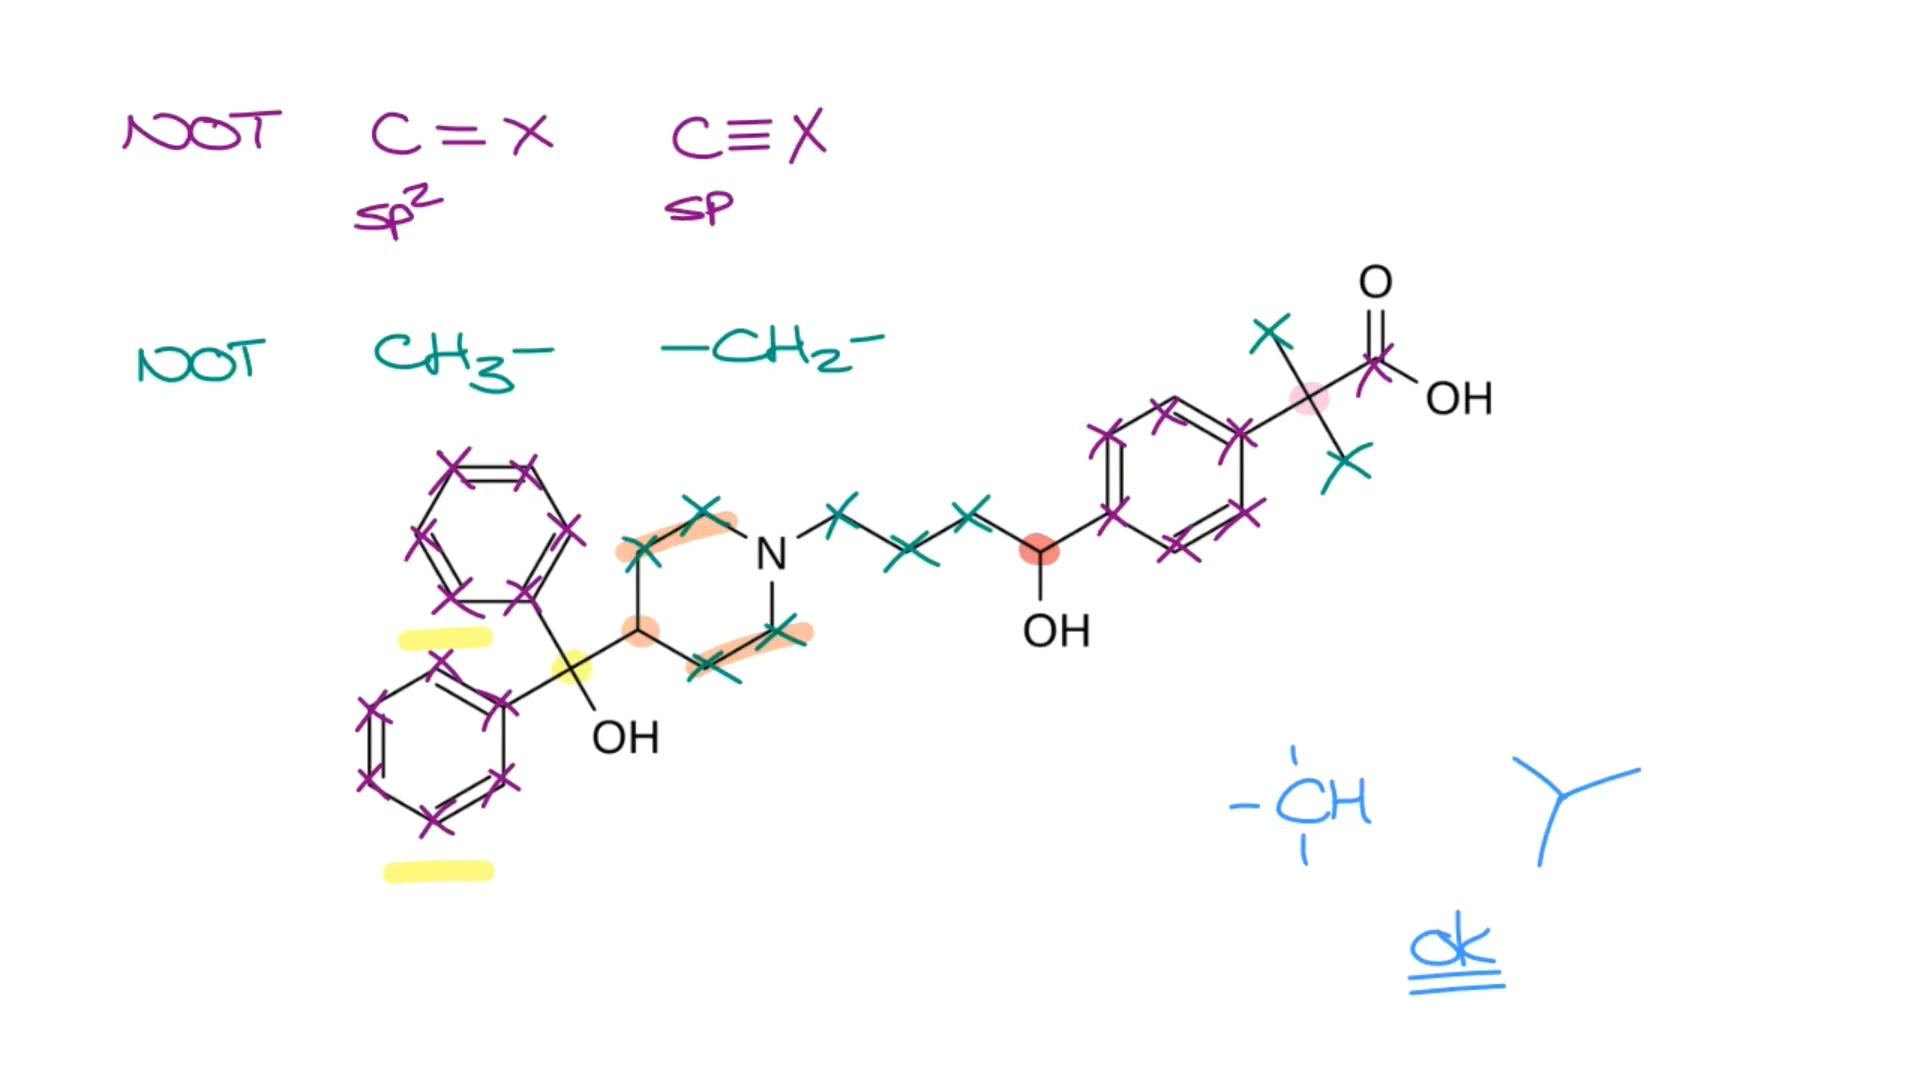 NOT C=X C≡X
sp² sp
NOT CH₃- -CH₂-
O
OH
N
OH
OH
-CH
OK